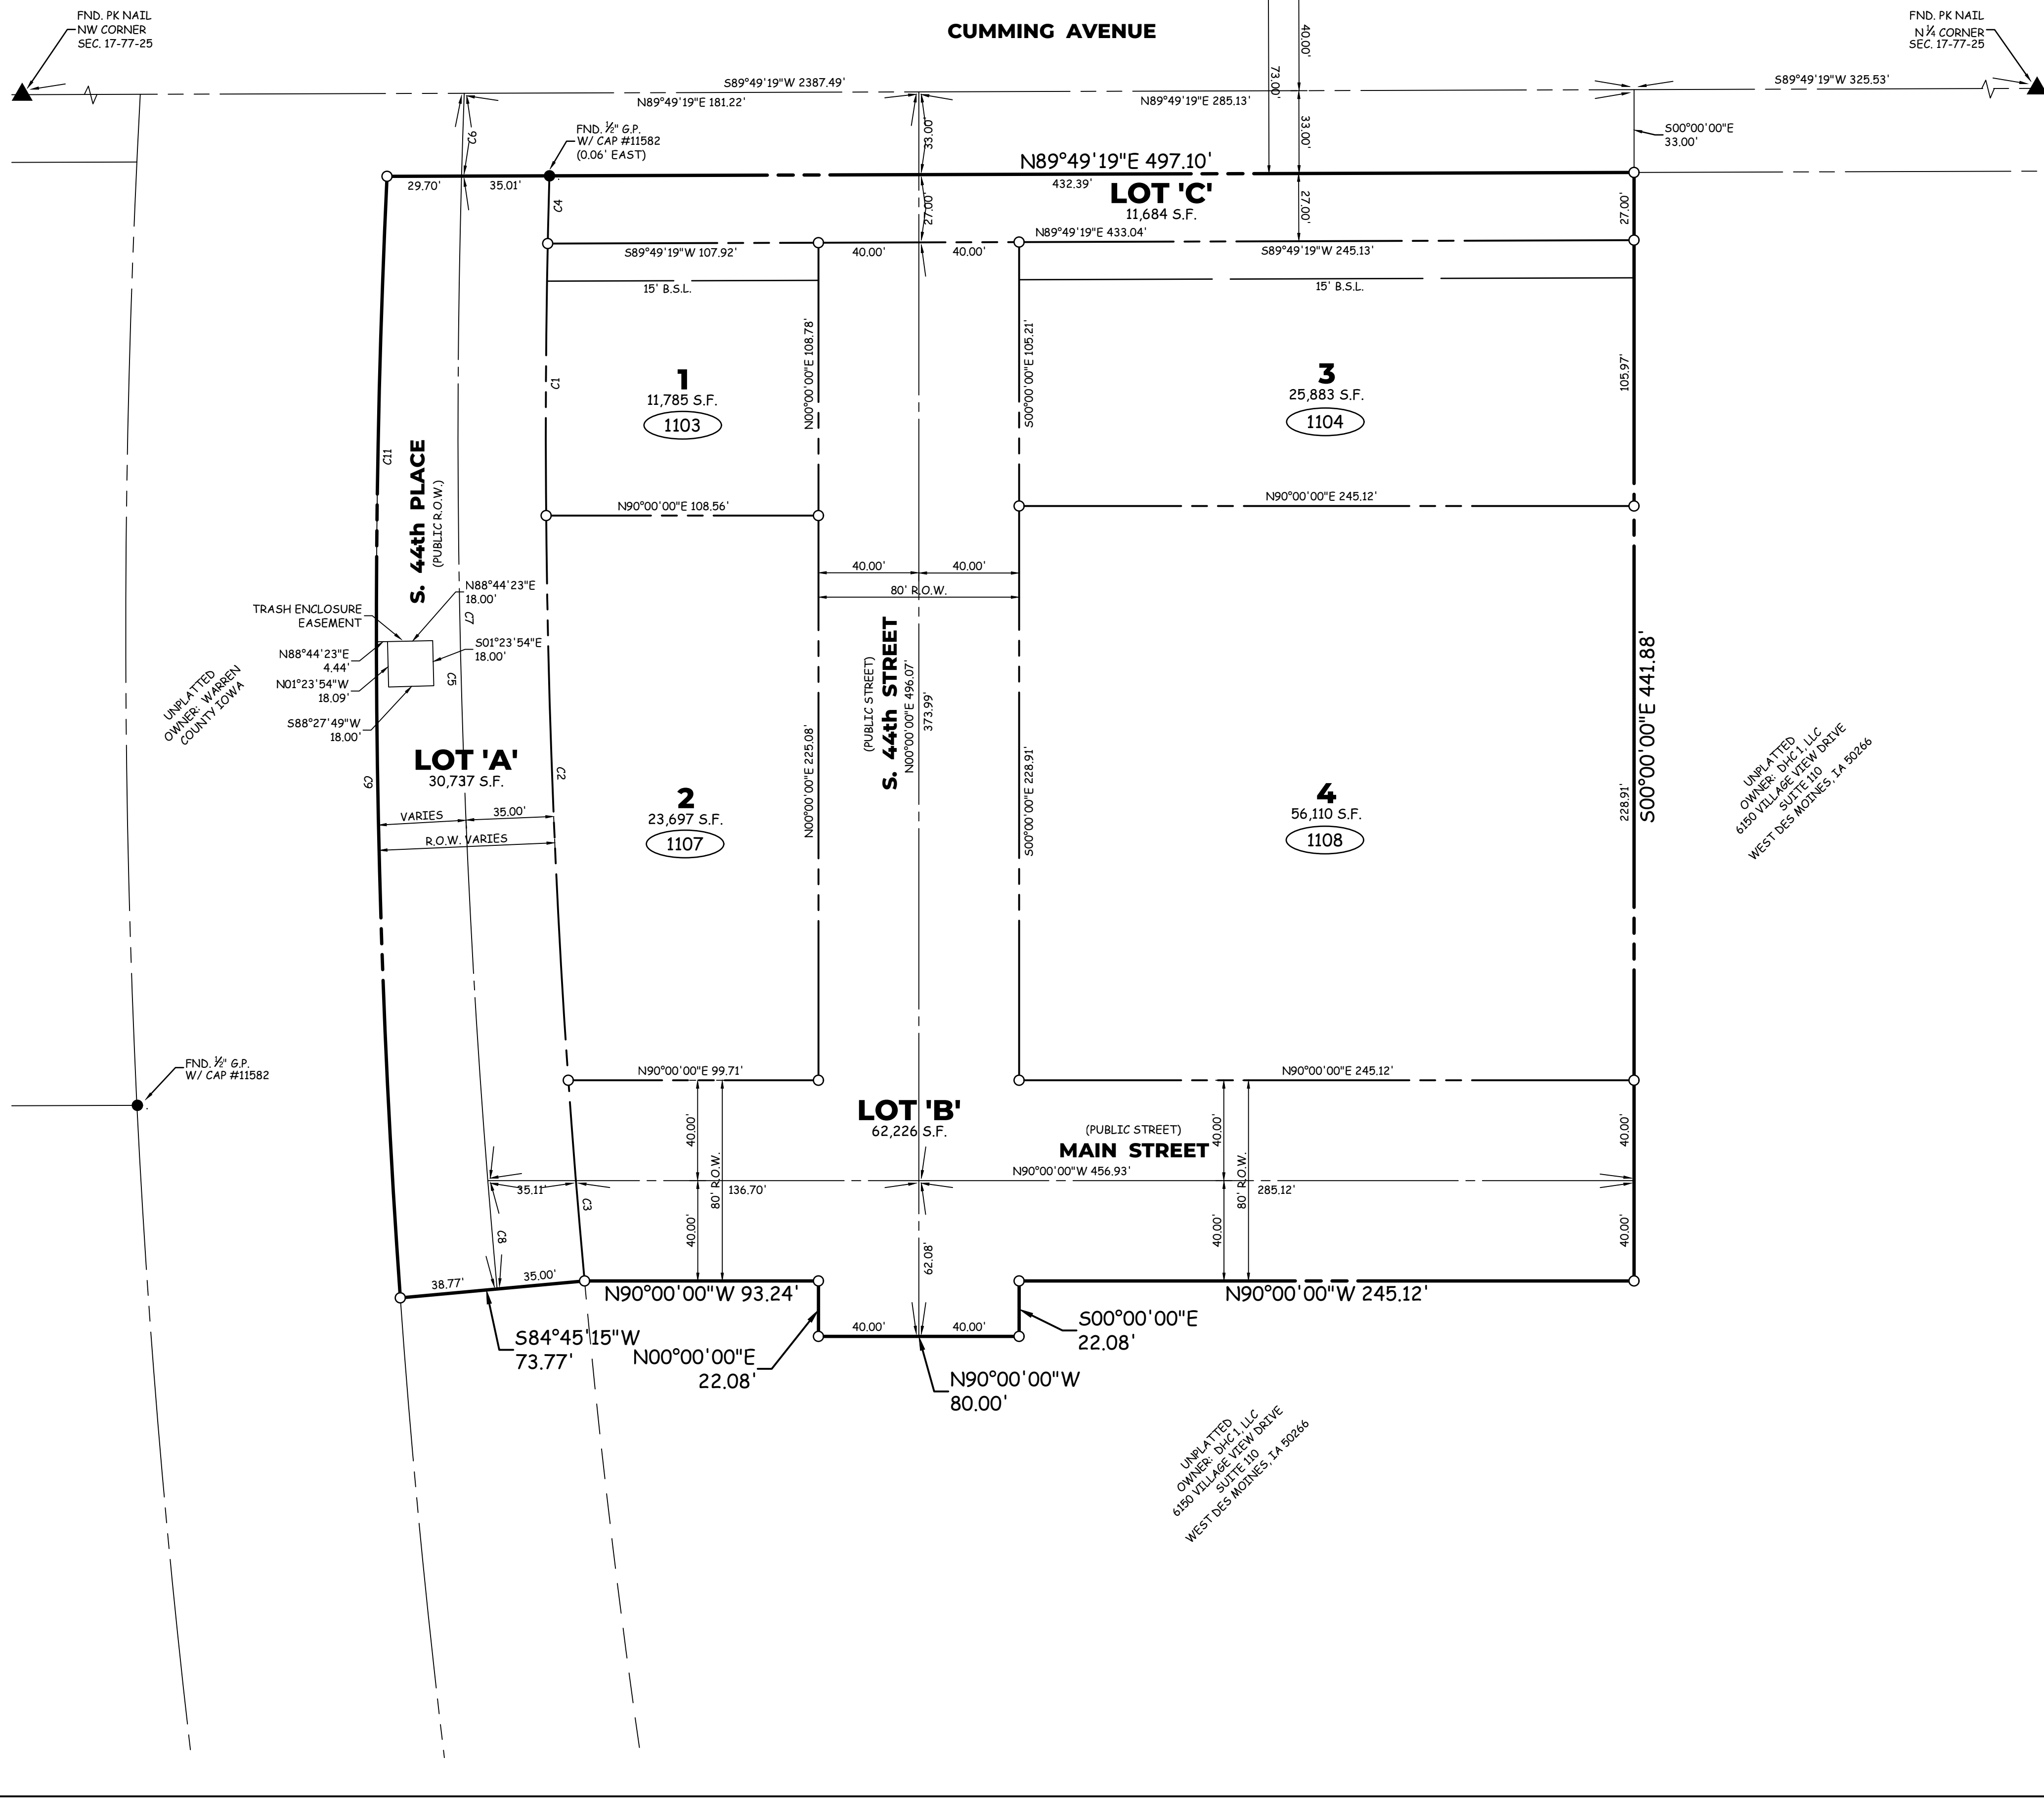 FND. PK NAIL
NW CORNER
SEC. 17-77-25
CUMMING AVENUE
FND. PK NAIL
N ¼ CORNER
SEC. 17-77-25
40.00'
73.00'
S89°49'19"W 2387.49'
S89°49'19"W 325.53'
N89°49'19"E 181.22'
N89°49'19"E 285.13'
C6
FND. ½" G.P.
W/ CAP #11582
(0.06' EAST)
33.00'
33.00'
S00°00'00"E
33.00'
N89°49'19"E 497.10'
29.70'
35.01'
432.39'
LOT 'C'
11,684 S.F.
C4
27.00'
27.00'
27.00'
N89°49'19"E 433.04'
S89°49'19"W 107.92'
40.00'
40.00'
S89°49'19"W 245.13'
15' B.S.L.
15' B.S.L.
N00°00'00"E 108.78'
S00°00'00"E 105.21'
105.97'
C1
1
11,785 S.F.
1103
3
25,883 S.F.
1104
C11
S. 44th PLACE
(PUBLIC R.O.W.)
N90°00'00"E 108.56'
N90°00'00"E 245.12'
40.00'
40.00'
80' R.O.W.
TRASH ENCLOSURE
EASEMENT
N88°44'23"E
18.00'
C7
S01°23'54"E
18.00'
N88°44'23"E
4.44'
N01°23'54"W
18.09'
S88°27'49"W
18.00'
C5
UNPLATTED
OWNER: WARREN
COUNTY IOWA
(PUBLIC STREET)
S. 44th STREET
N00°00'00"E 496.07'
373.99'
S00°00'00"E 441.88'
LOT 'A'
30,737 S.F.
C9
C2
VARIES
35.00'
R.O.W. VARIES
2
23,697 S.F.
1107
N00°00'00"E 225.08'
S00°00'00"E 228.91'
4
56,110 S.F.
1108
228.91'
UNPLATTED
OWNER: DHC 1, LLC
6150 VILLAGE VIEW DRIVE
SUITE 110
WEST DES MOINES, IA 50266
FND. ½" G.P.
W/ CAP #11582
N90°00'00"E 99.71'
N90°00'00"E 245.12'
LOT 'B'
62,226 S.F.
40.00'
40.00'
40.00'
(PUBLIC STREET)
MAIN STREET
N90°00'00"W 456.93'
35.11'
80' R.O.W.
136.70'
80' R.O.W.
285.12'
C3
C8
40.00'
62.08'
40.00'
40.00'
38.77'
35.00'
N90°00'00"W 93.24'
N90°00'00"W 245.12'
S84°45'15"W
73.77'
N00°00'00"E
22.08'
40.00'
40.00'
S00°00'00"E
22.08'
N90°00'00"W
80.00'
UNPLATTED
OWNER: DHC 1, LLC
6150 VILLAGE VIEW DRIVE
SUITE 110
WEST DES MOINES, IA 50266